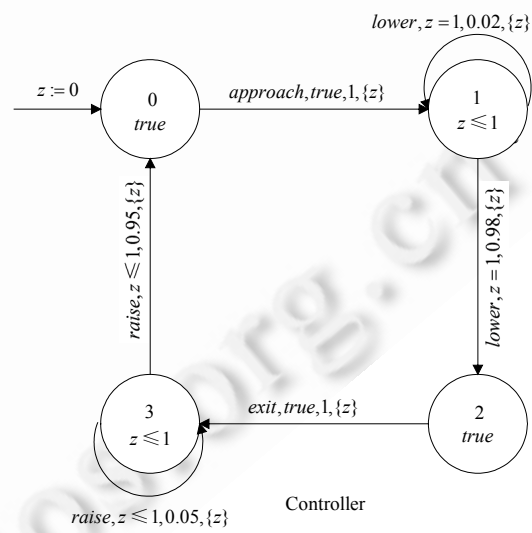 lower, z = 1, 0.02, {z}
z := 0
0
true
approach, true, 1, {z}
1
z ⩽ 1
raise, z ⩽ 1, 0.95, {z}
lower, z = 1, 0.98, {z}
3
z ⩽ 1
exit, true, 1, {z}
2
true
raise, z ⩽ 1, 0.05, {z}
Controller